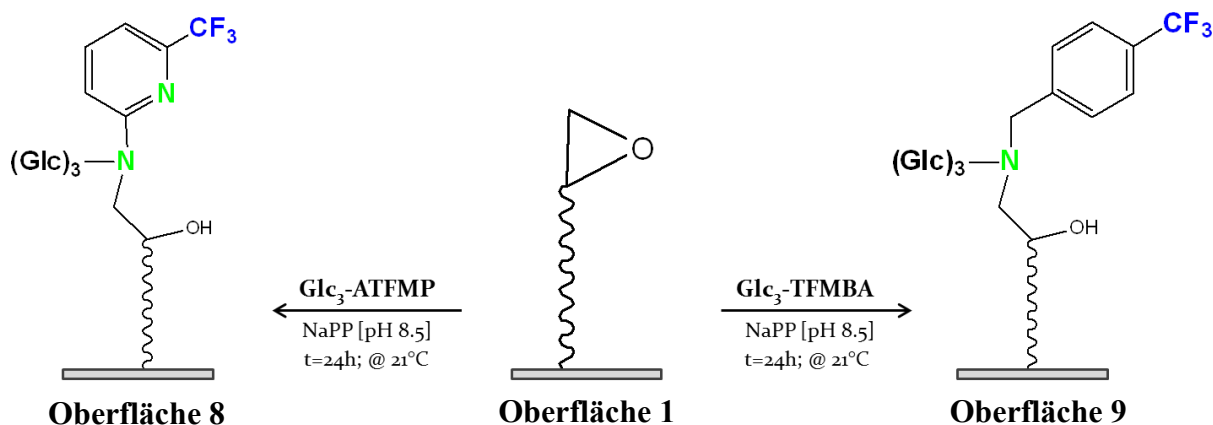 CF₃
N
(Glc)₃
N
OH
Oberfläche 8
Glc₃-ATFMP
NaPP [pH 8.5]
t=24h; @ 21°C
O
Oberfläche 1
Glc₃-TFMBA
NaPP [pH 8.5]
t=24h; @ 21°C
CF₃
(Glc)₃
N
OH
Oberfläche 9